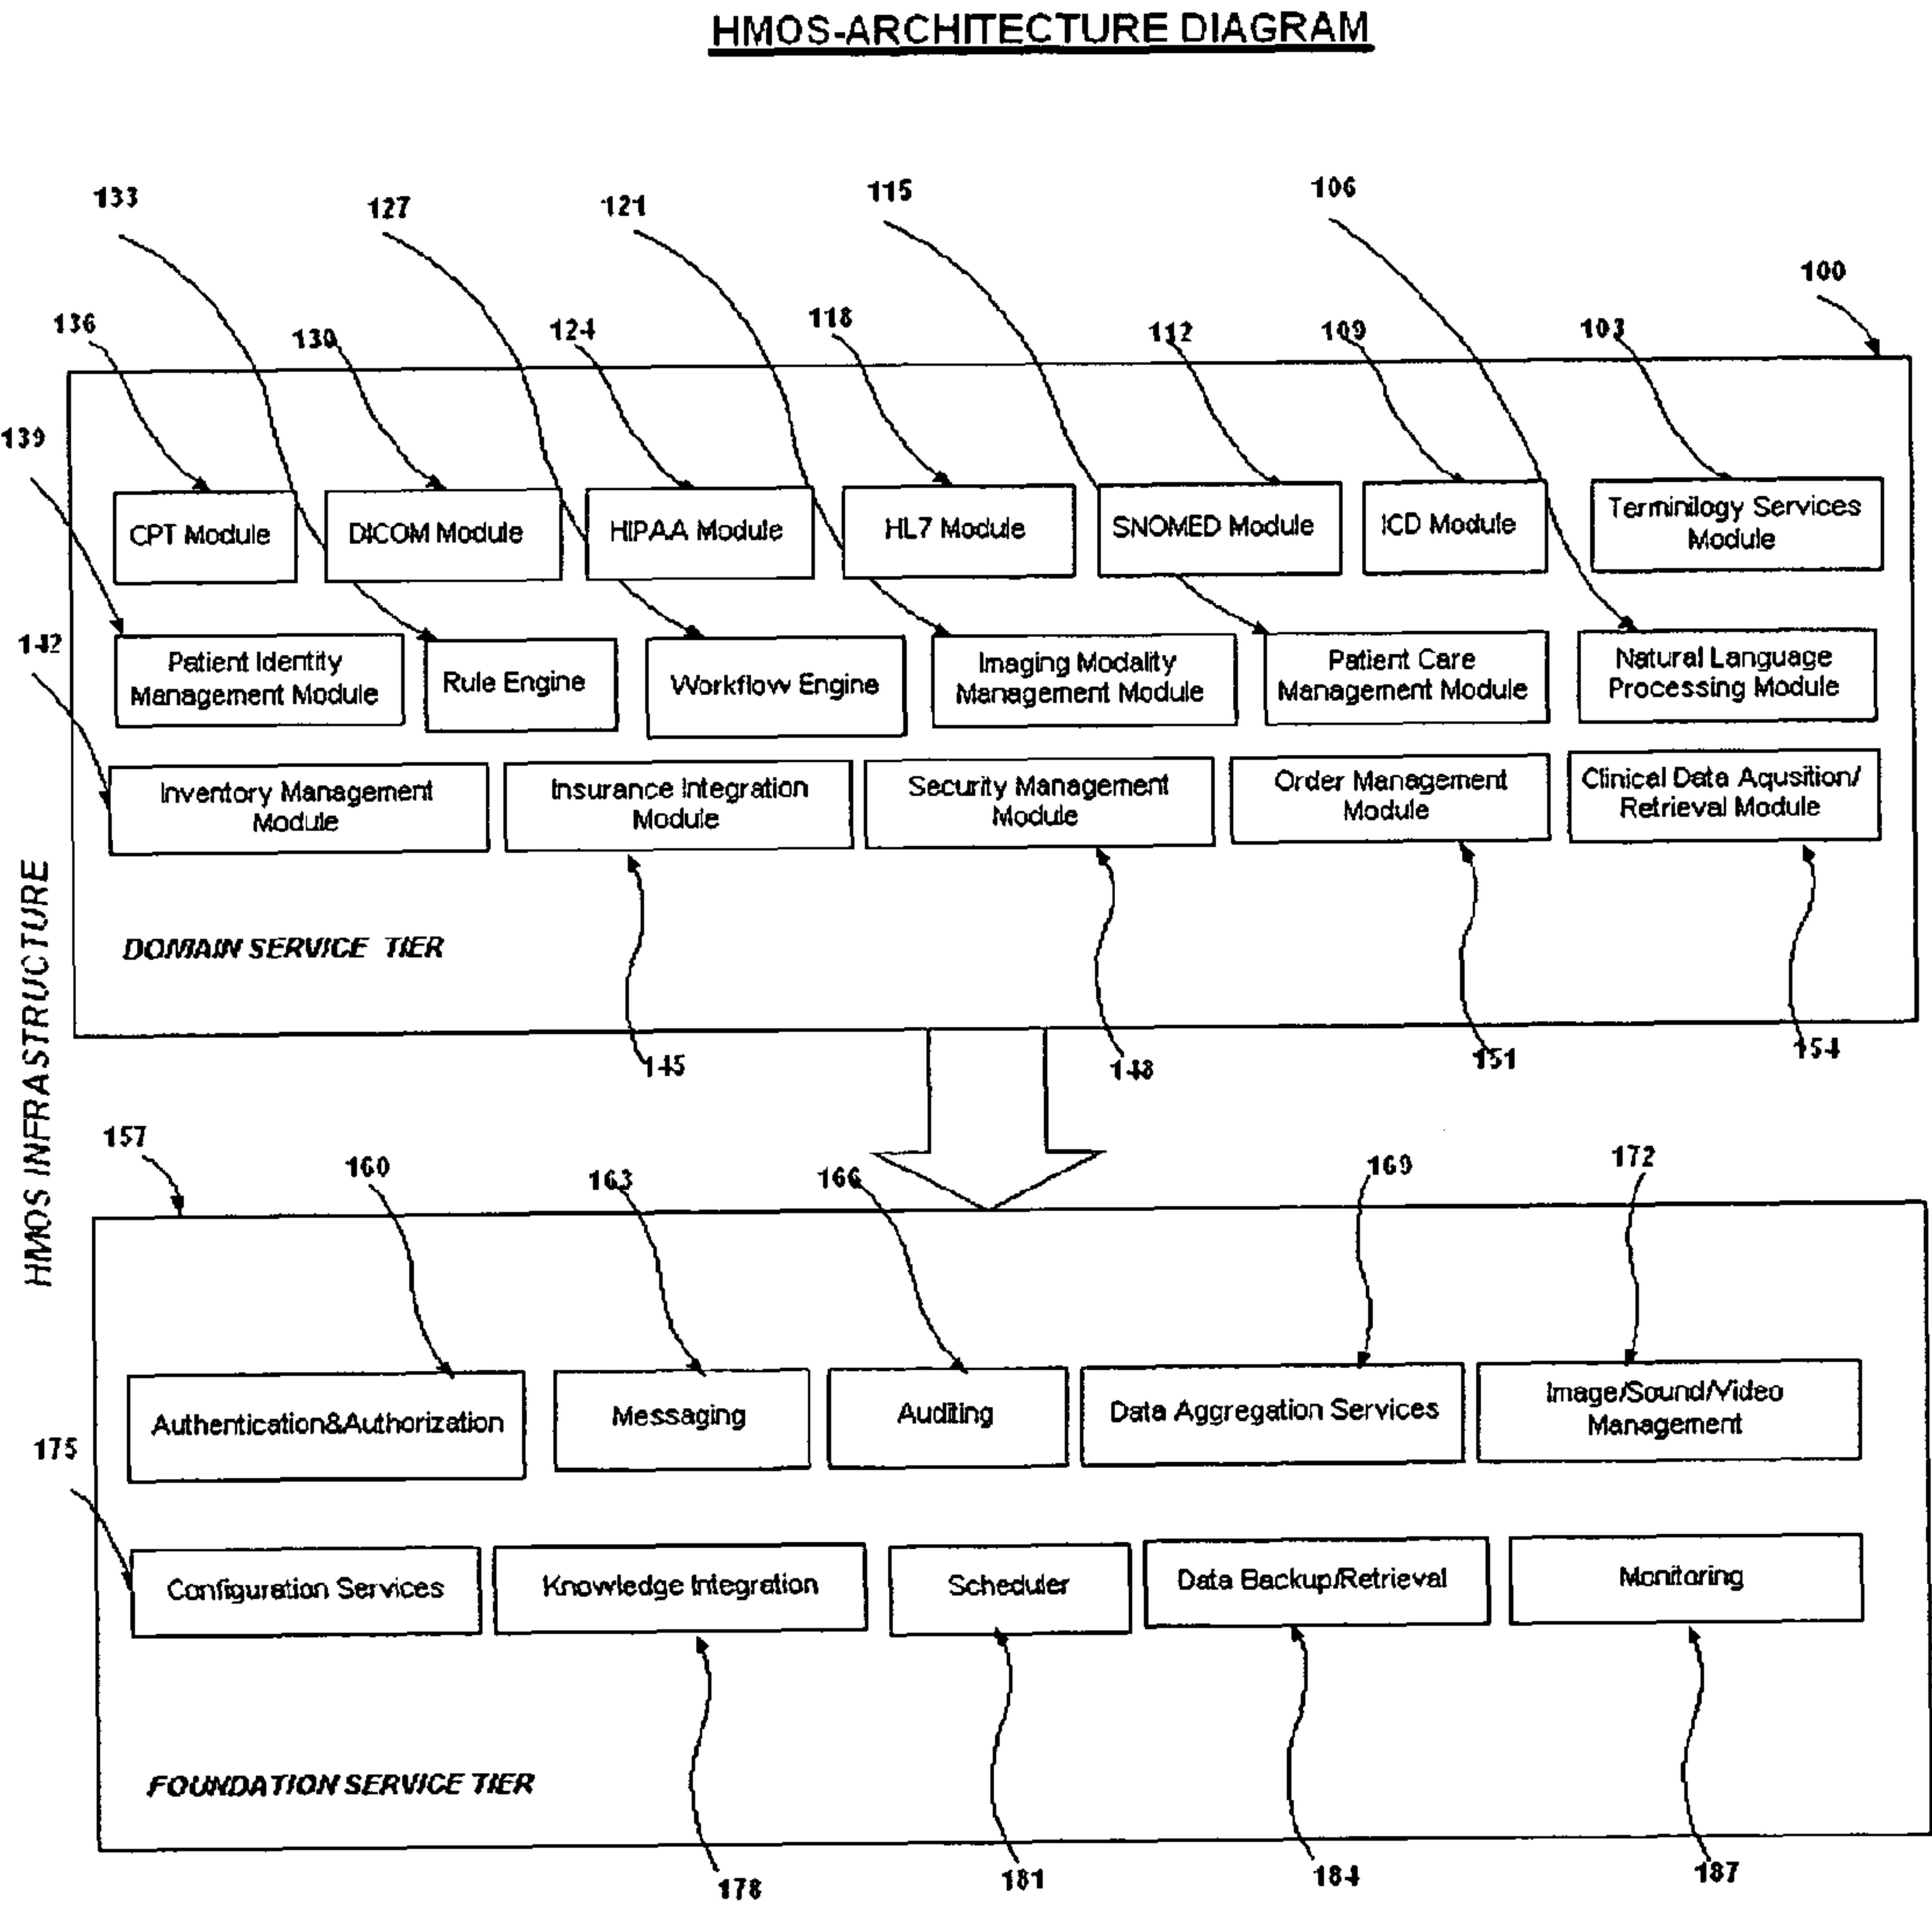 HMOS-ARCHITECTURE DIAGRAM
133
127
121
115
106
100
136
130
124
118
112
109
103
139
CPT Module
DICOM Module
HIPAA Module
HL7 Module
SNOMED Module
ICD Module
Terminilogy Services
Module
142
Patient Identity
Management Module
Rule Engine
Workflow Engine
Imaging Modality
Management Module
Patient Care
Management Module
Natural Language
Processing Module
Inventory Management
Module
Insurance Integration
Module
Security Management
Module
Order Management
Module
Clinical Data Aqusition/
Retrieval Module
HMOS INFRASTRUCTURE
DOMAIN SERVICE TIER
145
148
151
154
157
160
163
166
169
172
Authentication&Authorization
Messaging
Auditing
Data Aggregation Services
Image/Sound/Video
Management
175
Configuration Services
Knowledge Integration
Scheduler
Data Backup/Retrieval
Monitoring
FOUNDATION SERVICE TIER
178
181
184
187